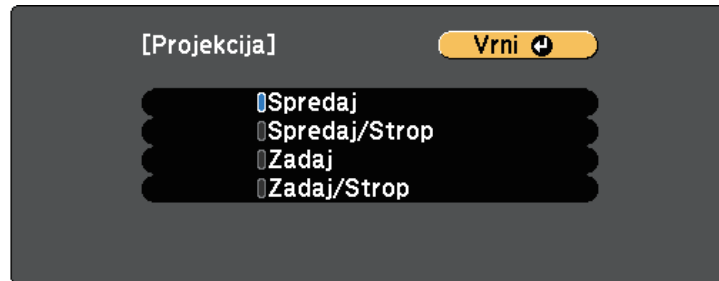 [Projekcija] Vrni
Spredaj
Spredaj/Strop
Zadaj
Zadaj/Strop